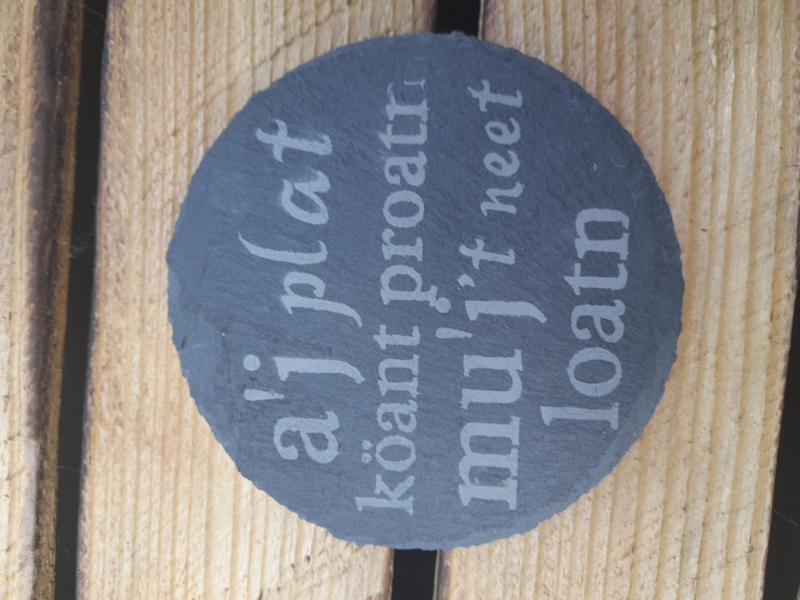 a'j plat
köant proatn
mu'j't neet
loatn